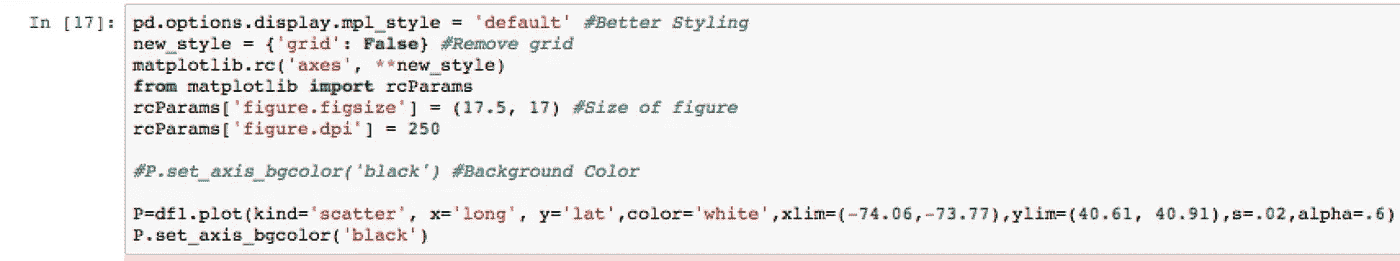 In [17]: pd.options.display.mpl_style = 'default' #Better Styling
new_style = {'grid': False} #Remove grid
matplotlib.rc('axes', **new_style)
from matplotlib import rcParams
rcParams['figure.figsize'] = (17.5, 17) #Size of figure
rcParams['figure.dpi'] = 250
#P.set_axis_bgcolor('black') #Background Color
P=df1.plot(kind='scatter', x='long', y='lat',color='white',xlim=(-74.06,-73.77),ylim=(40.61, 40.91),s=.02,alpha=.6)
P.set_axis_bgcolor('black')